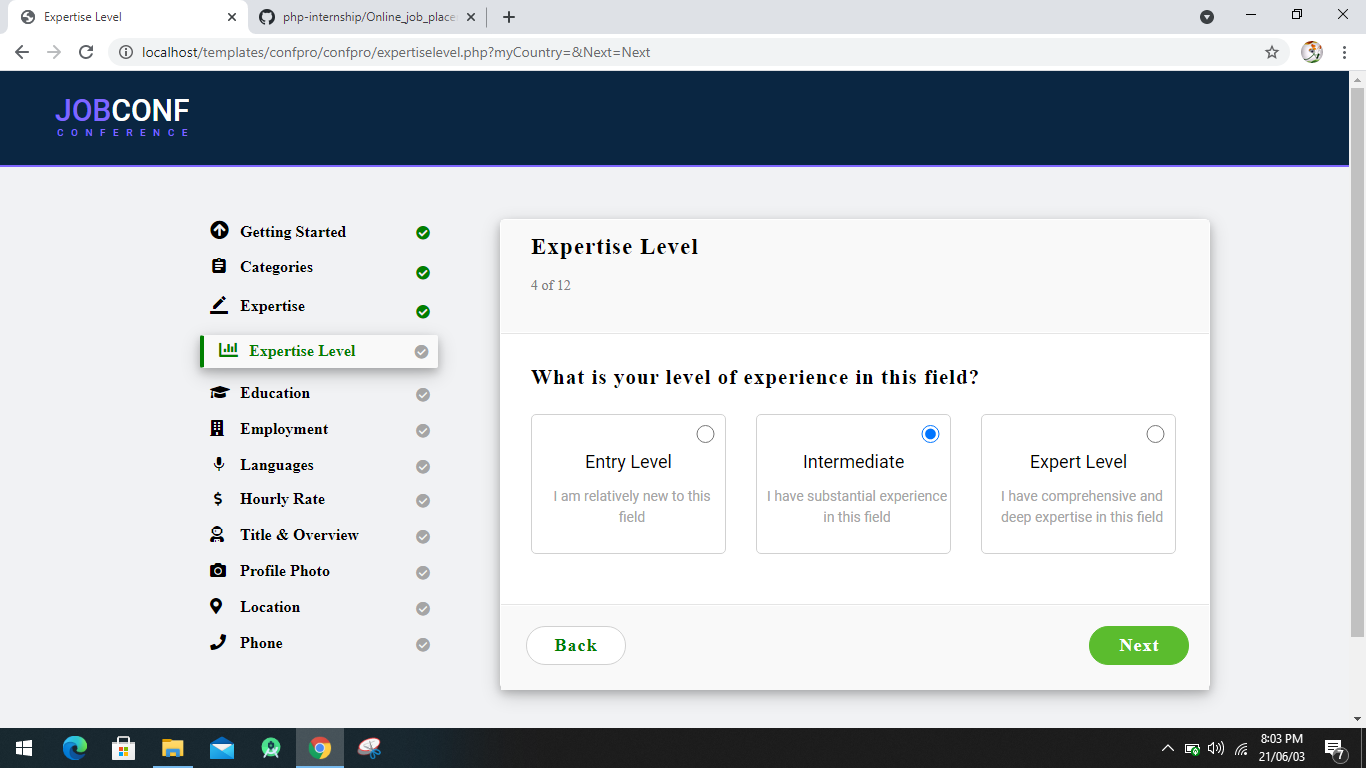 Expertise Level
php-internship/Online_job_place
localhost/templates/confpro/confpro/expertiselevel.php?myCountry=&Next=Next
JOBCONF
CONFERENCE
Getting Started
Categories
Expertise
Expertise Level
Education
Employment
Languages
Hourly Rate
Title & Overview
Profile Photo
Location
Phone
Expertise Level
4 of 12
What is your level of experience in this field?
Entry Level
I am relatively new to this
field
Intermediate
I have substantial experience
in this field
Expert Level
I have comprehensive and
deep expertise in this field
Back
Next
8:03 PM
21/06/03
7